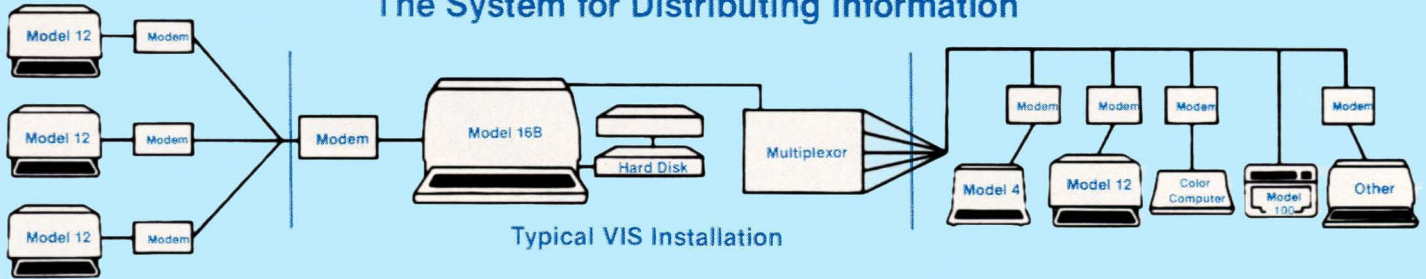 The System for Distributing Information
Model 12
Modem
Model 12
Modem
Model 12
Modem
Modem
Model 16B
Hard Disk
Multiplexor
Typical VIS Installation
Modem
Modem
Modem
Modem
Model 4
Model 12
Color
Computer
Model
100
Other